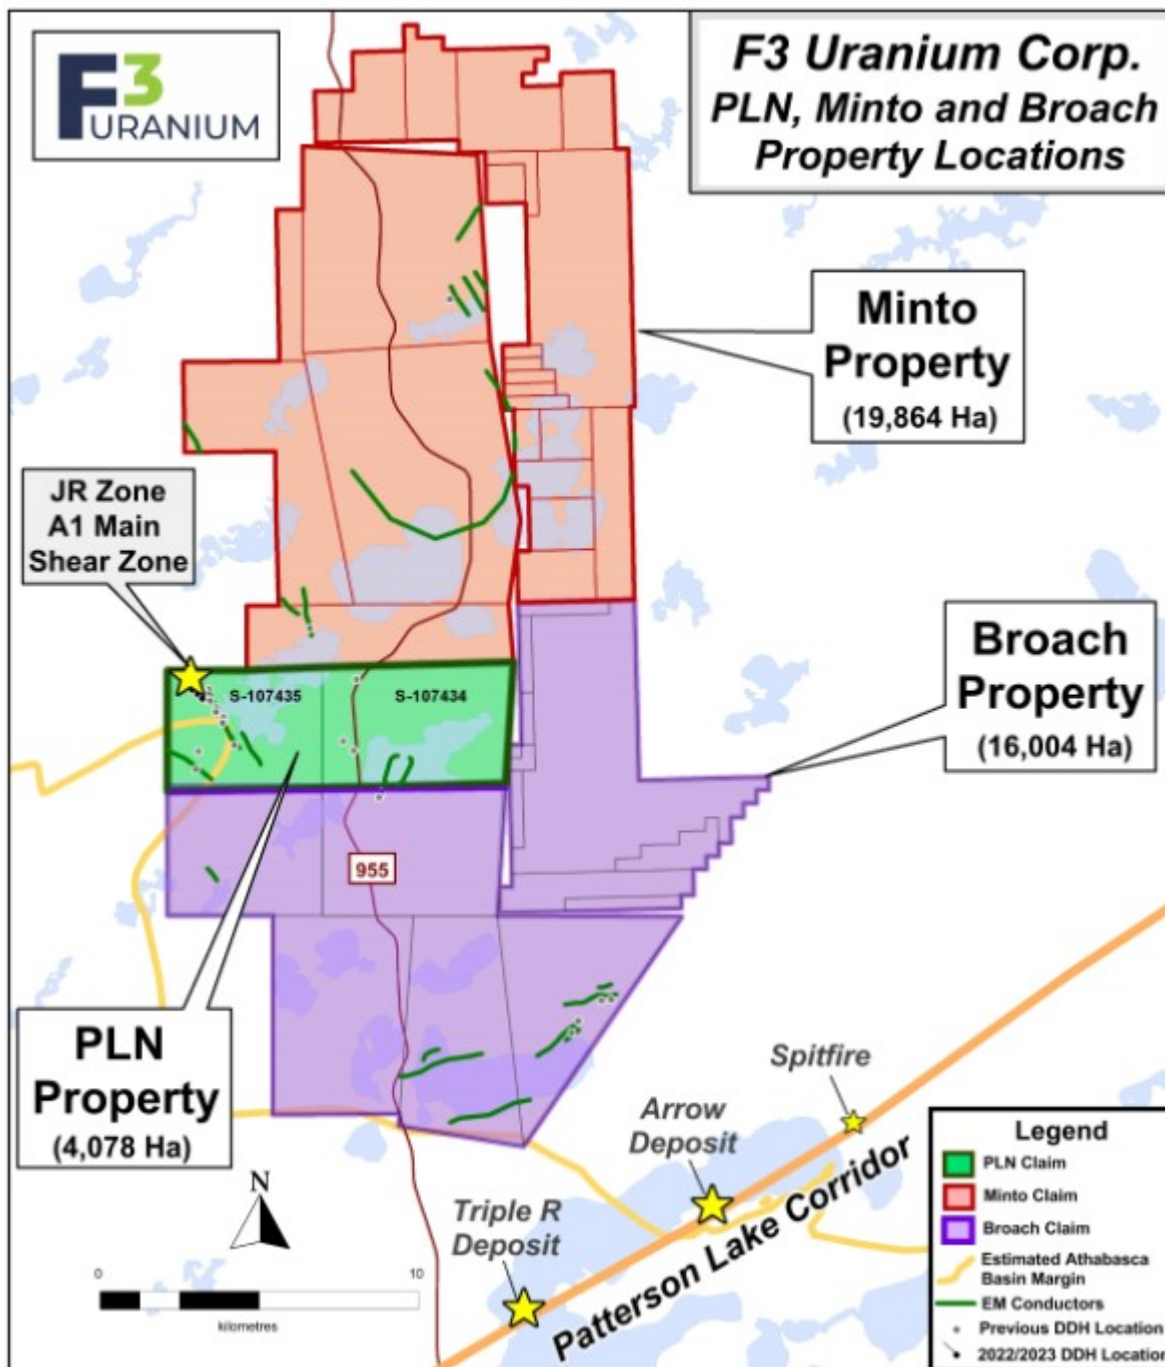 F3
URANIUM
F3 Uranium Corp.
PLN, Minto and Broach
Property Locations
Minto
Property
(19,864 Ha)
JR Zone
A1 Main
Shear Zone
Broach
Property
(16,004 Ha)
S-107435
S-107434
955
PLN
Property
(4,078 Ha)
Spitfire
Arrow
Deposit
Triple R
Deposit
Patterson Lake Corridor
N
0
10
kilometres
Legend
PLN Claim
Minto Claim
Broach Claim
Estimated Athabasca
Basin Margin
EM Conductors
Previous DDH Location
2022/2023 DDH Location